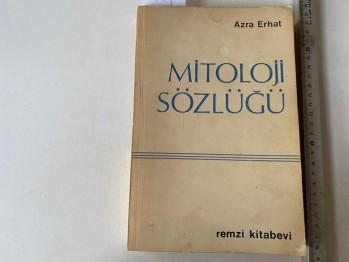 Azra Erhat
MİTOLOJİ
SÖZLÜĞÜ
remzi kitabevi